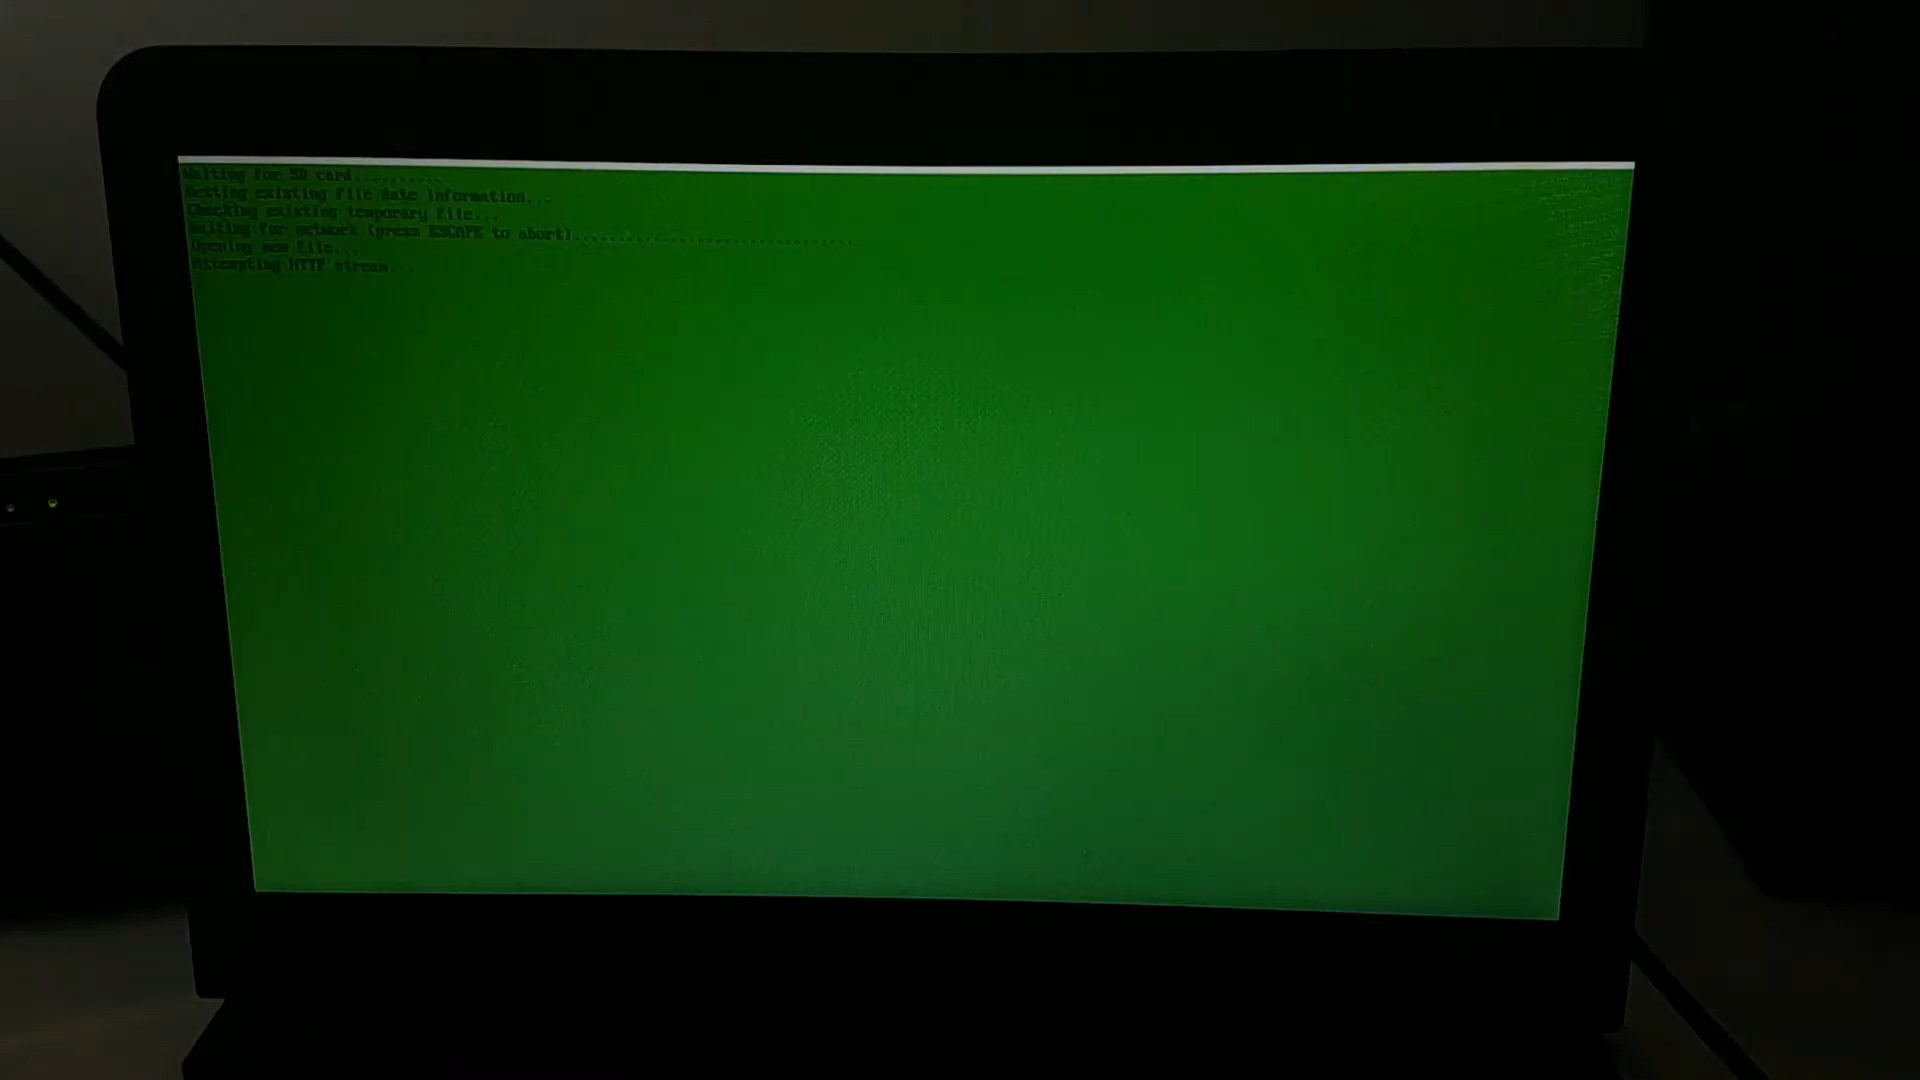 Waiting for SD card..........
Getting existing file date information...
Checking existing temporary file...
Waiting for network (press ESCAPE to abort)...............................
Opening new file...
Attempting HTTP stream...